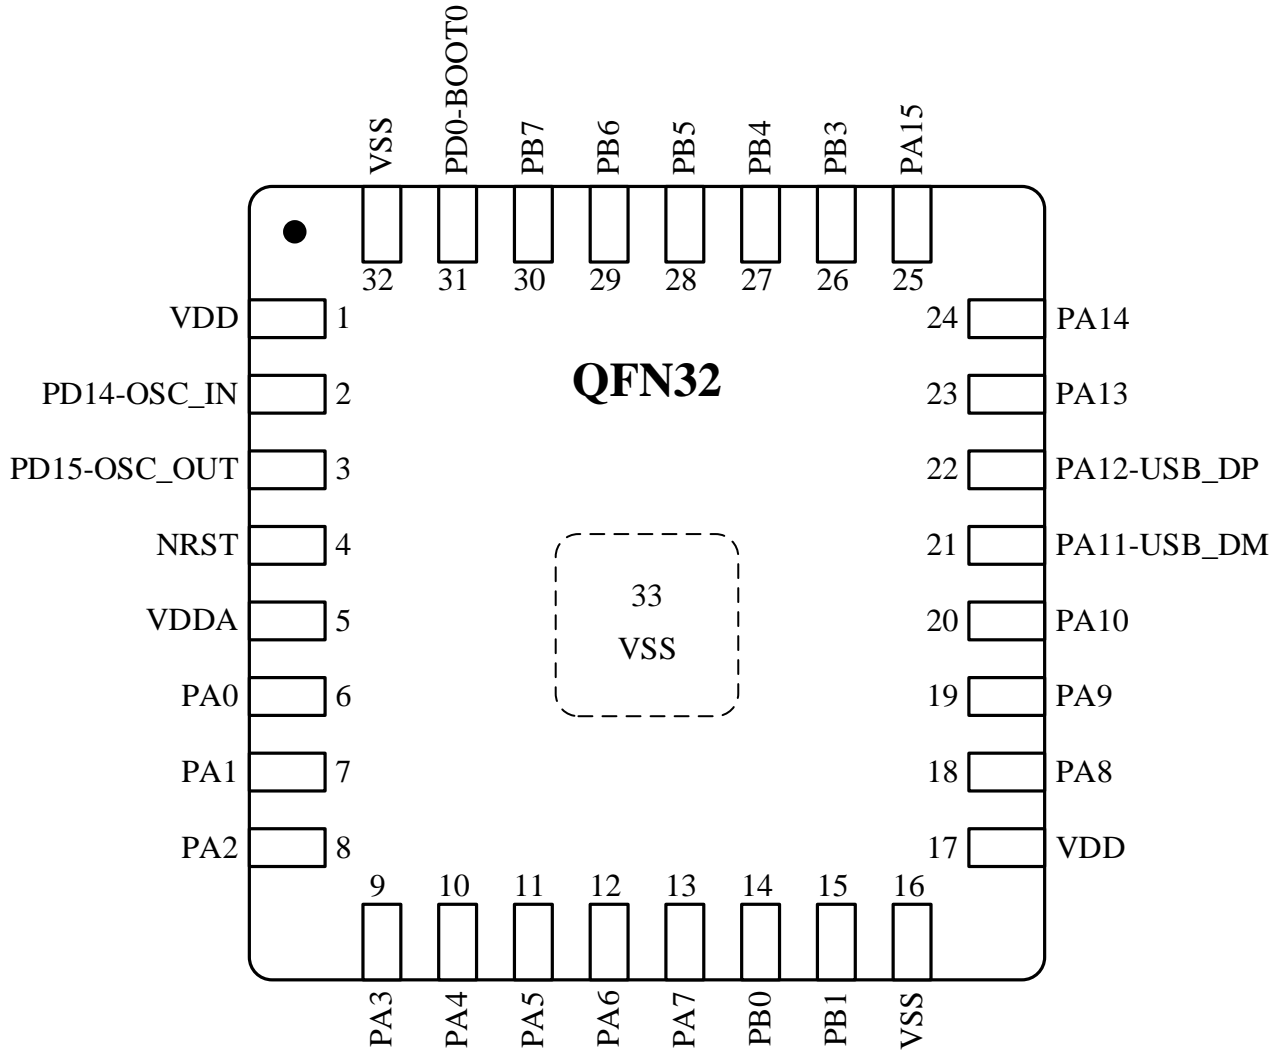 VSS
PD0-BOOT0
PB7
PB6
PB5
PB4
PB3
PA15
32 31 30 29 28 27 26 25
VDD 1
24 PA14
QFN32
PD14-OSC_IN 2
23 PA13
PD15-OSC_OUT 3
22 PA12-USB_DP
NRST 4
21 PA11-USB_DM
33
VSS
VDDA 5
20 PA10
PA0 6
19 PA9
PA1 7
18 PA8
PA2 8
17 VDD
9 10 11 12 13 14 15 16
PA3
PA4
PA5
PA6
PA7
PB0
PB1
VSS